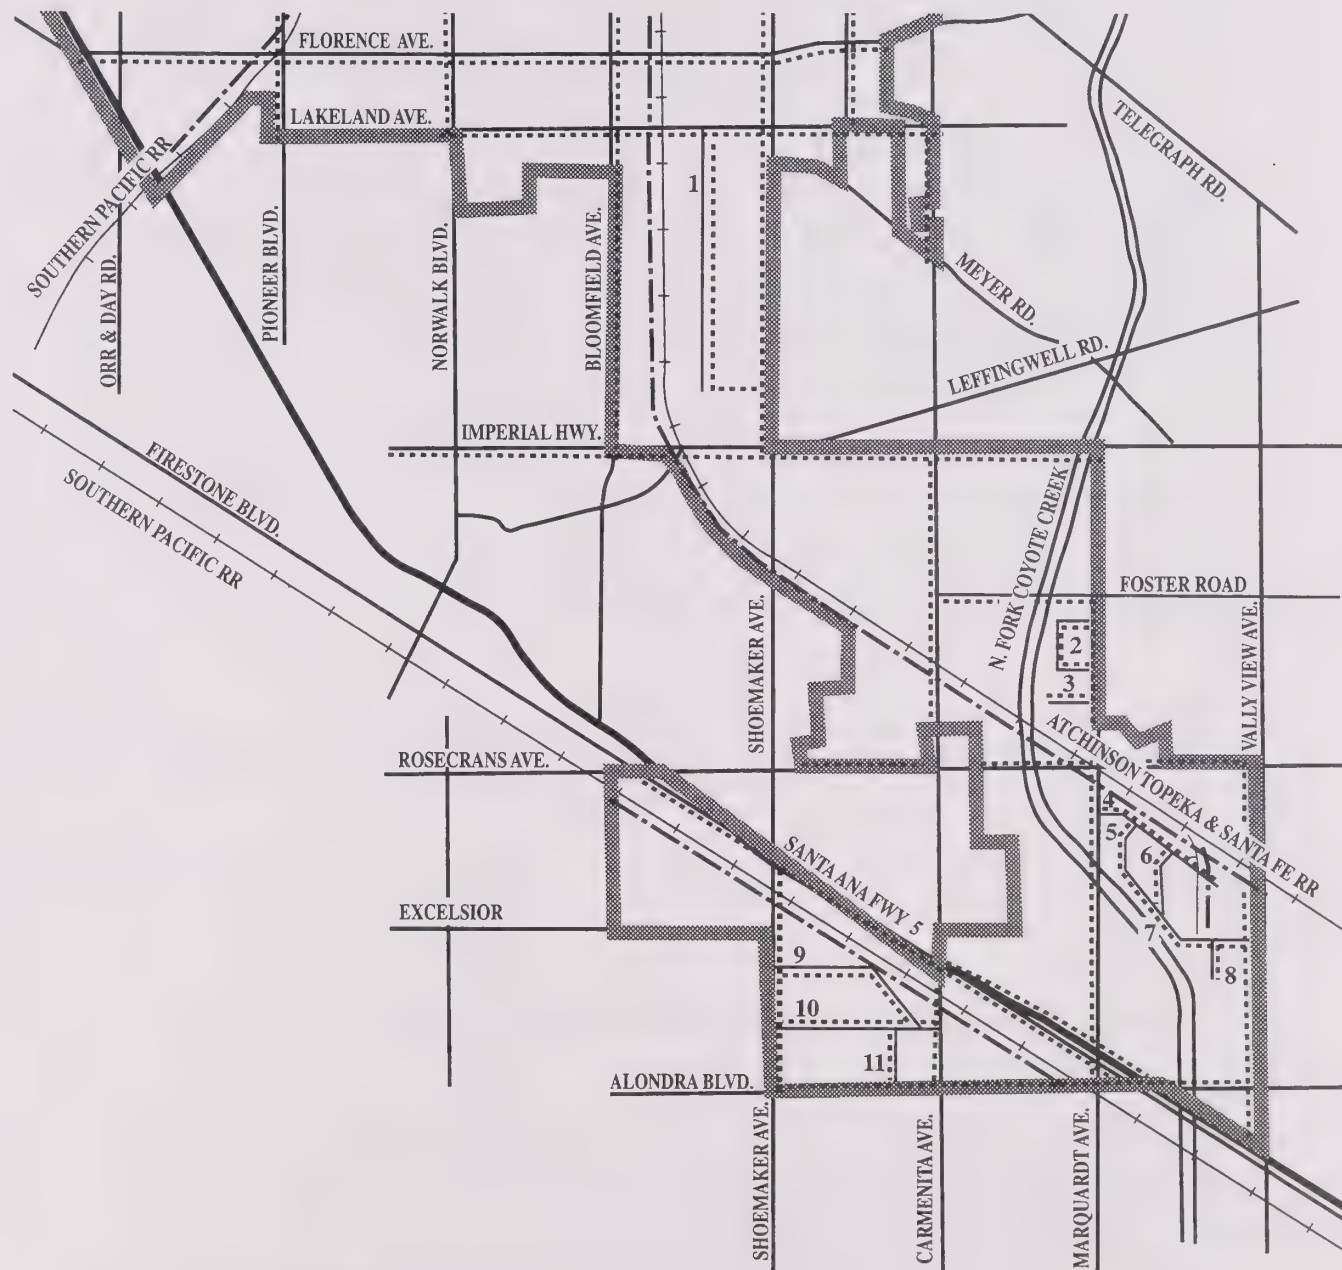 FLORENCE AVE.
LAKELAND AVE.
TELEGRAPH RD.
SOUTHERN PACIFIC RR
1
ORR & DAY RD.
PIONEER BLVD.
NORWALK BLVD.
BLOOMFIELD AVE.
MEYER RD.
LEFFINGWELL RD.
IMPERIAL HWY.
FIRESTONE BLVD.
SOUTHERN PACIFIC RR
N. FORK COYOTE CREEK
FOSTER ROAD
SHOEMAKER AVE.
2
3
VALLY VIEW AVE.
ROSECRANS AVE.
ATCHINSON TOPEKA & SANTA FE RR
4
5
6
SANTA ANA FWY 5
EXCELSIOR
7
9
8
10
11
ALONDRA BLVD.
SHOEMAKER AVE.
CARMENITA AVE.
MARQUARDT AVE.